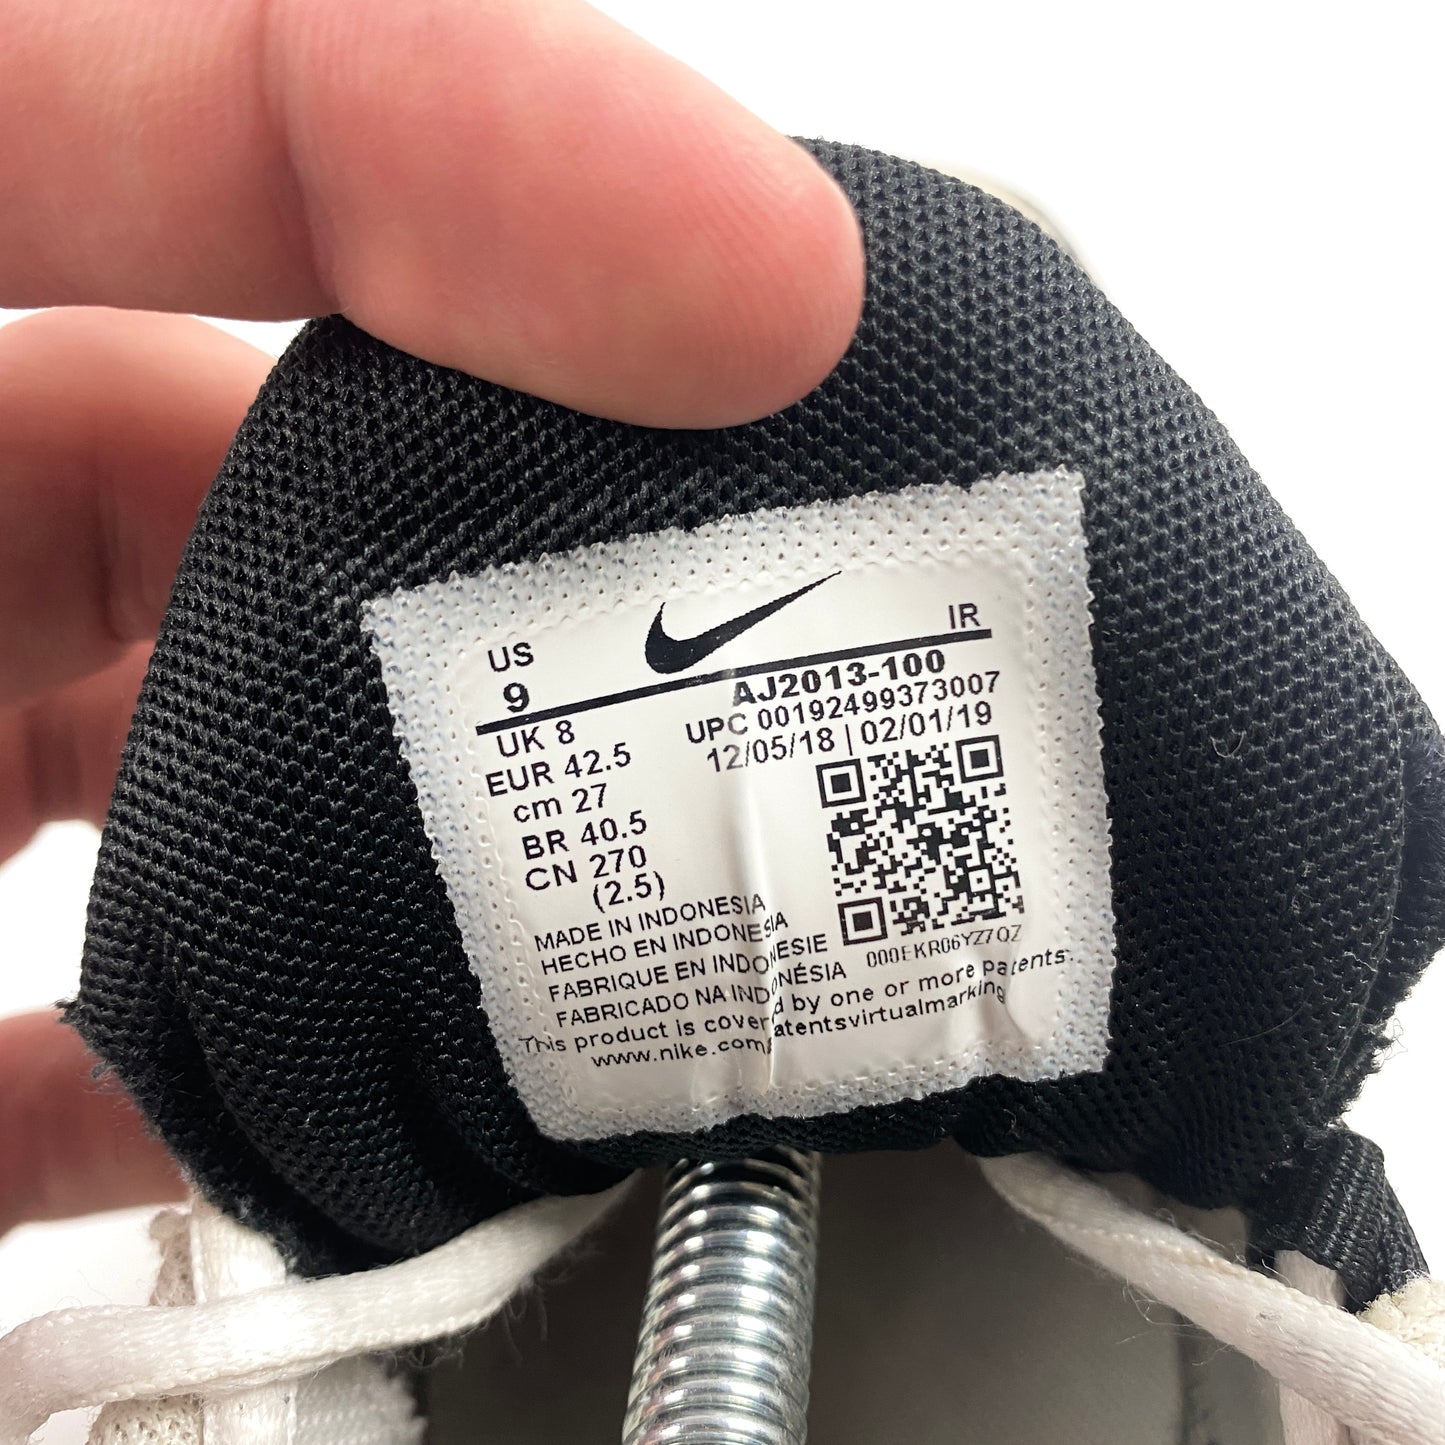 US
IR
9
AJ2013-100
UK 8
UPC 00192499373007
EUR 42.5
12/05/18 | 02/01/19
cm 27
BR 40.5
CN 270
(2.5)
MADE IN INDONESIA
HECHO EN INDONESIA
FABRIQUE EN INDONESIE
FABRICADO NA INDONÉSIA
000EKR06YZ7QZ
This product is covered by one or more patents.
www.nike.com/patentsvirtualmarking